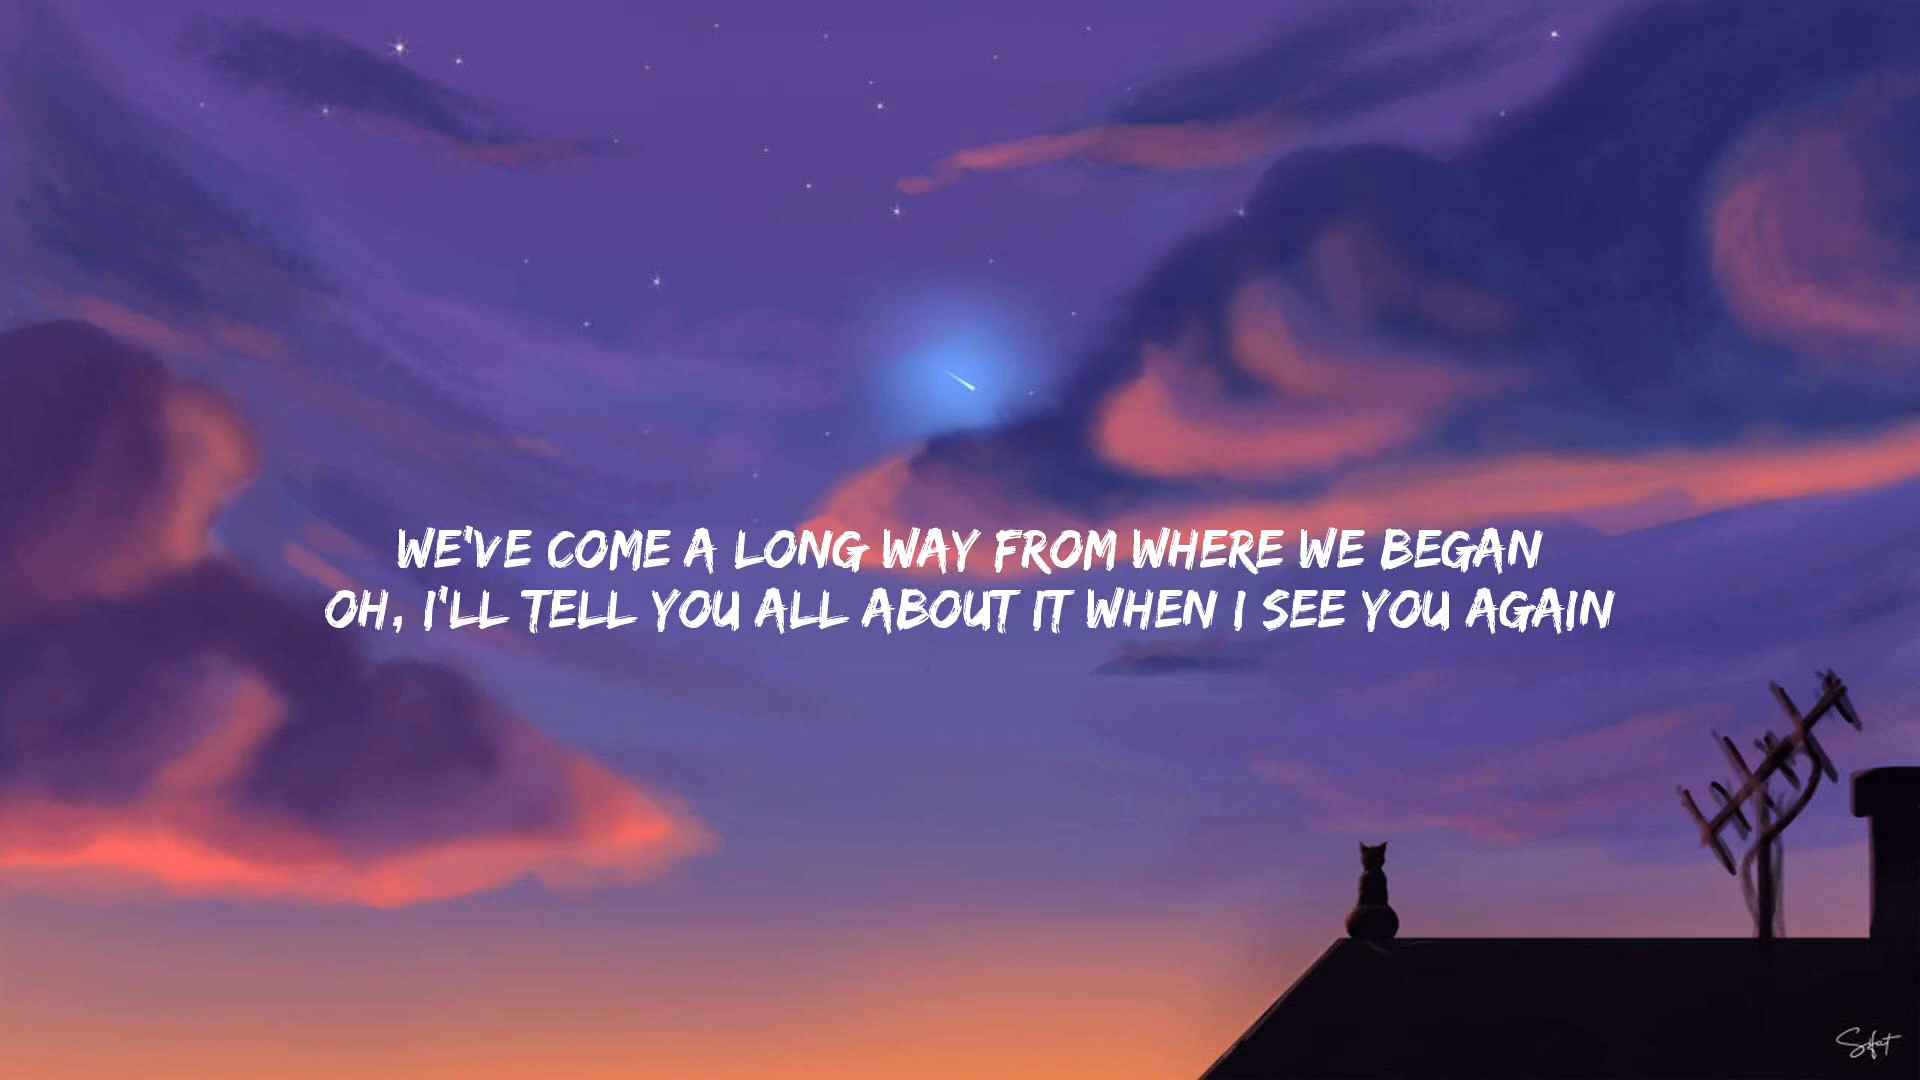 WE'VE COME A LONG WAY FROM WHERE WE BEGAN
OH, I'LL TELL YOU ALL ABOUT IT WHEN I SEE YOU AGAIN